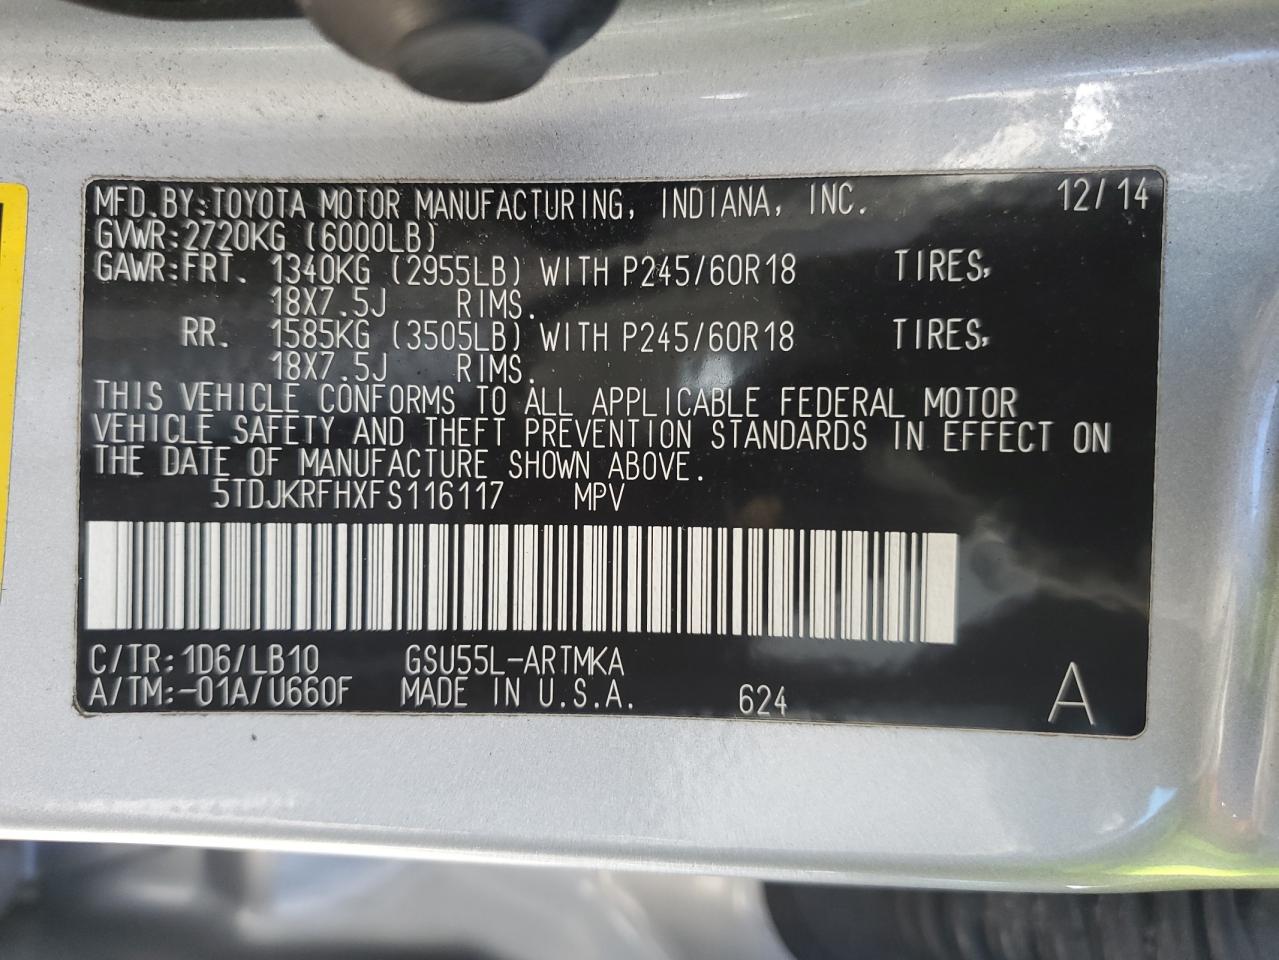 MFD.BY:TOYOTA MOTOR MANUFACTURING, INDIANA, INC. 12/14
GVWR:2720KG (6000LB)
GAWR:FRT. 1340KG (2955LB) WITH P245/60R18 TIRES,
18X7.5J RIMS.
RR. 1585KG (3505LB) WITH P245/60R18 TIRES,
18X7.5J RIMS.
THIS VEHICLE CONFORMS TO ALL APPLICABLE FEDERAL MOTOR
VEHICLE SAFETY AND THEFT PREVENTION STANDARDS IN EFFECT ON
THE DATE OF MANUFACTURE SHOWN ABOVE.
5TDJKRFHXFS116117 MPV
C/TR:1D6/LB10 GSU55L-ARTMKA
A/TM:-01A/U660F MADE IN U.S.A. 624 A